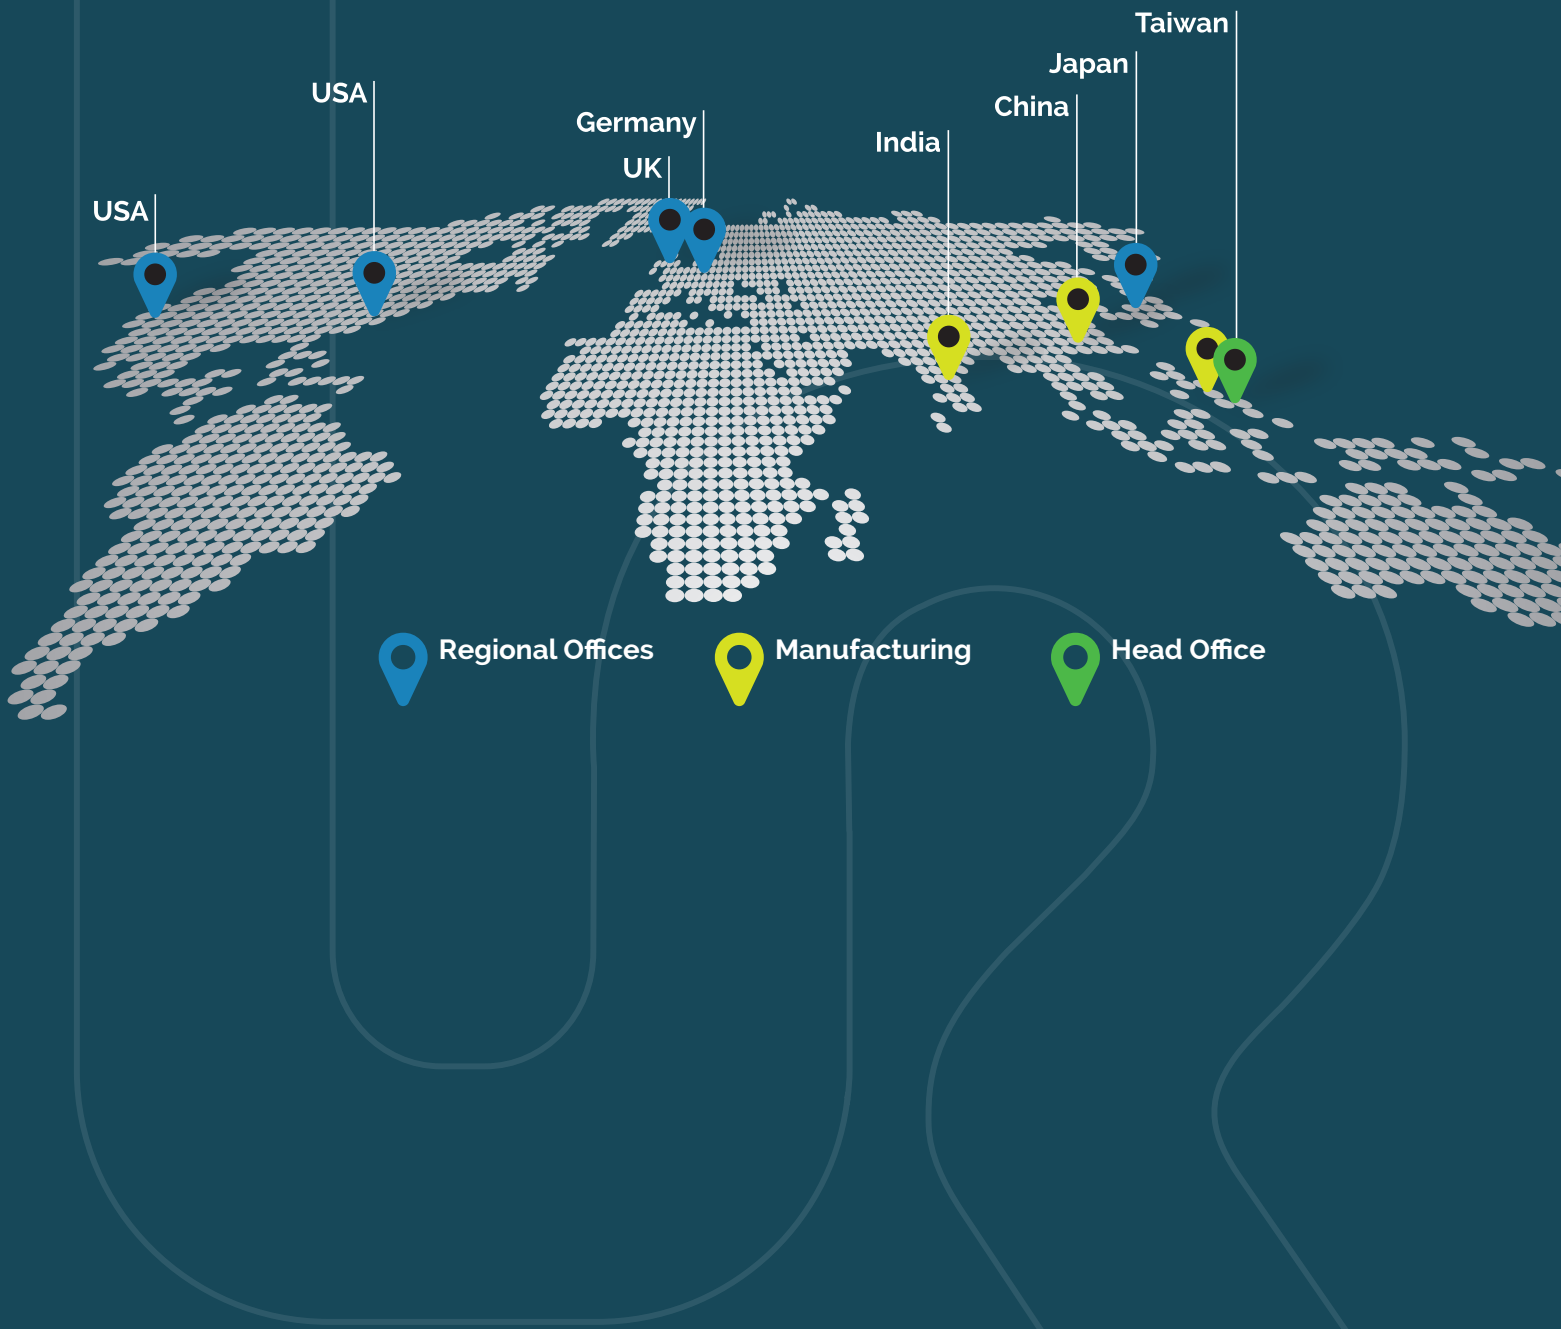 Taiwan
Japan
USA
China
Germany
India
UK
USA
Regional Offices
Manufacturing
Head Office